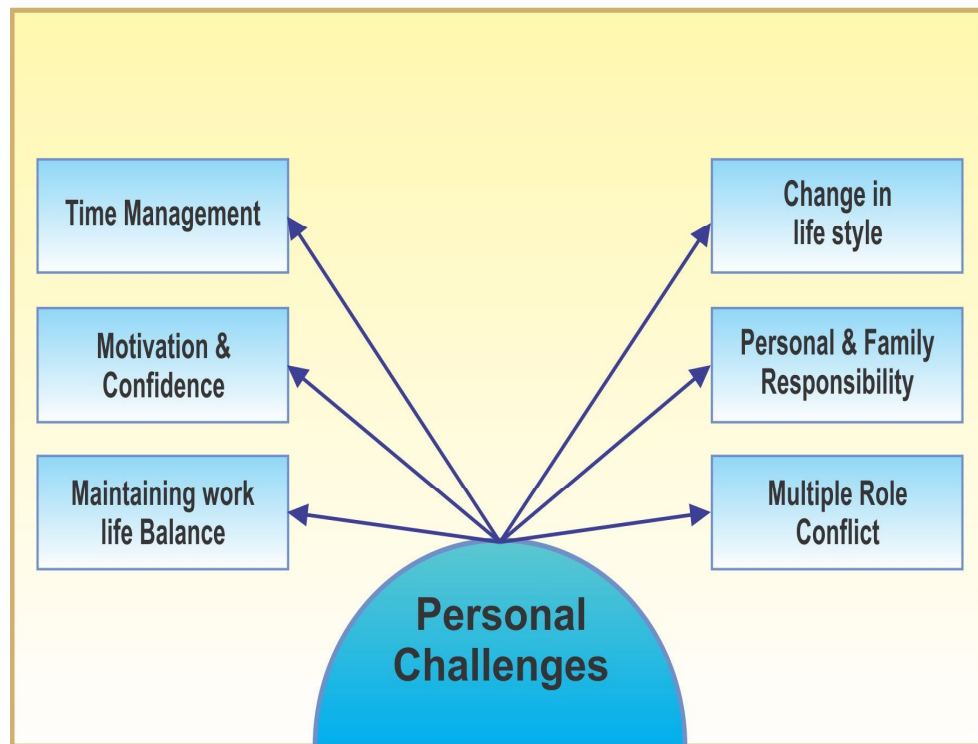 Time Management
Motivation &
Confidence
Maintaining work
life Balance
Change in
life style
Personal & Family
Responsibility
Multiple Role
Conflict
Personal
Challenges